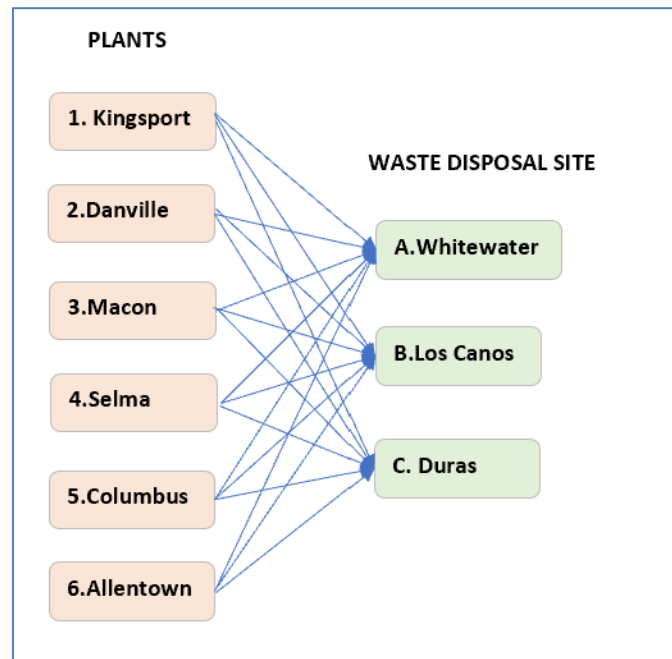 PLANTS
1. Kingsport
WASTE DISPOSAL SITE
2.Danville
A.Whitewater
3.Macon
B.Los Canos
4.Selma
C. Duras
5.Columbus
6.Allentown